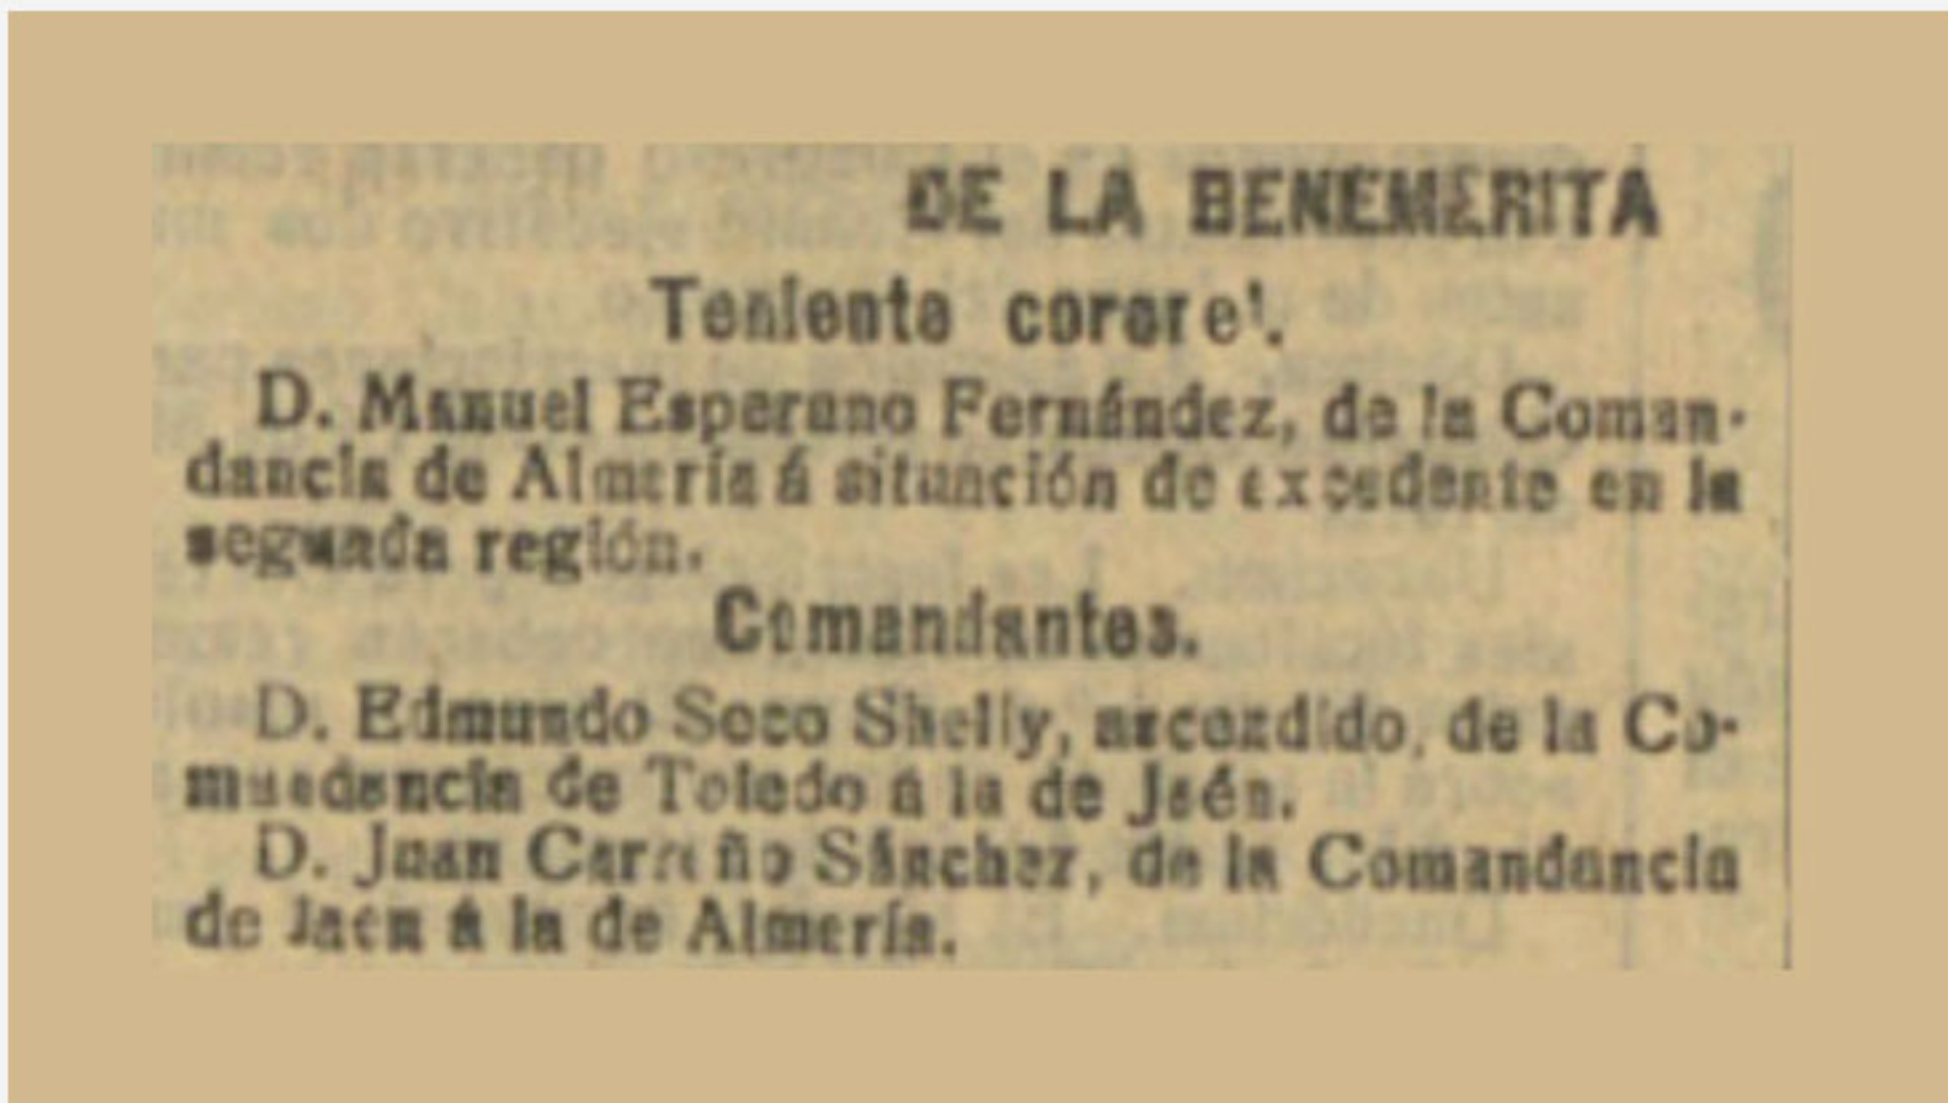 DE LA BENEMERITA
Teniente coronel.
D. Manuel Esperano Fernández, de la Coman-
dancia de Almería á situación de excedente en la
segunda región.
Comandantes.
D. Edmundo Seco Shelly, ascendido, de la Co-
mandancia de Toledo á la de Jaén.
D. Juan Carreño Sánchez, de la Comandancia
de Jaén á la de Almería.